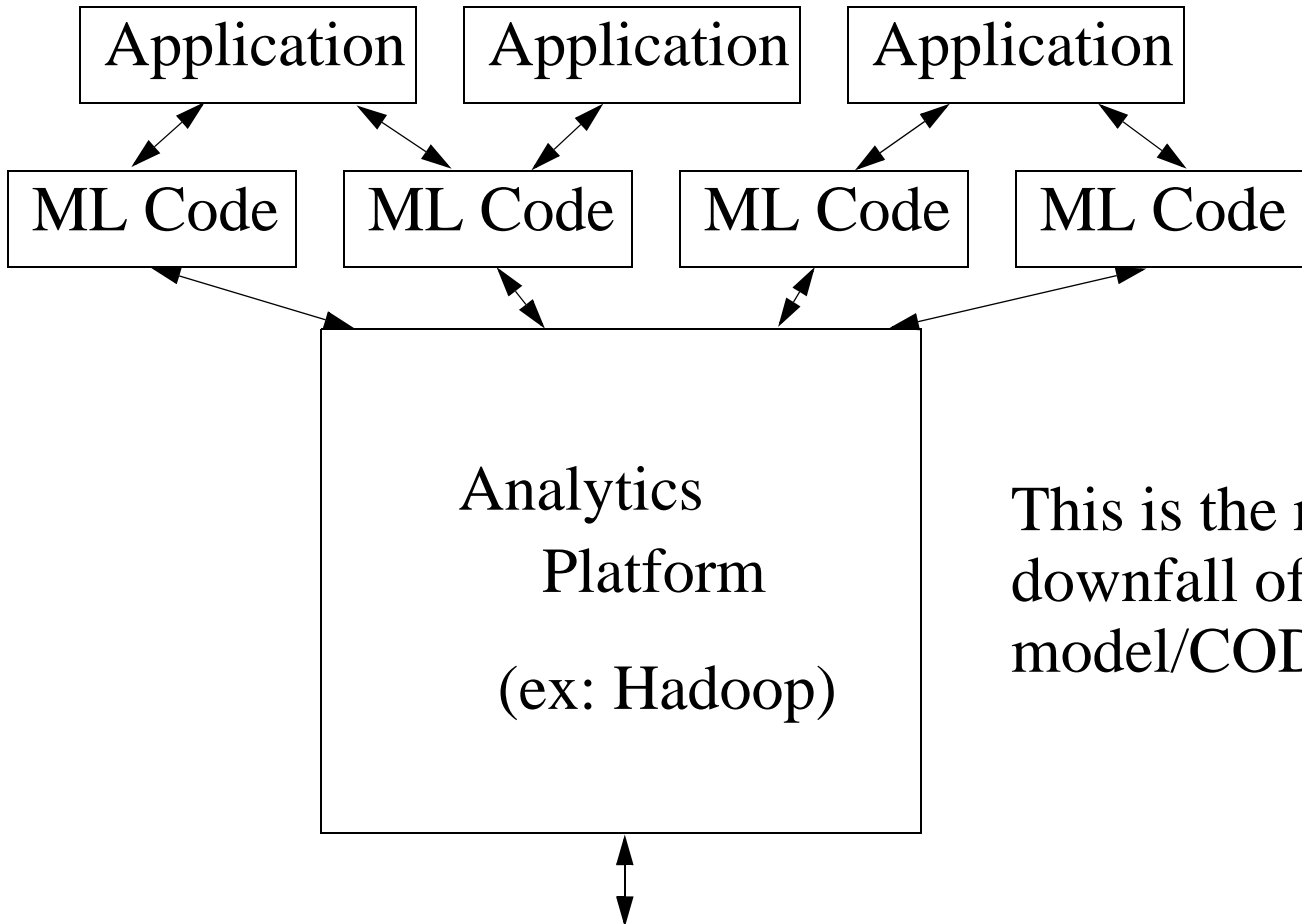 Application Application Application
ML Code ML Code ML Code ML Code
Analytics
Platform
(ex: Hadoop)
This is the
downfall of
model/COD